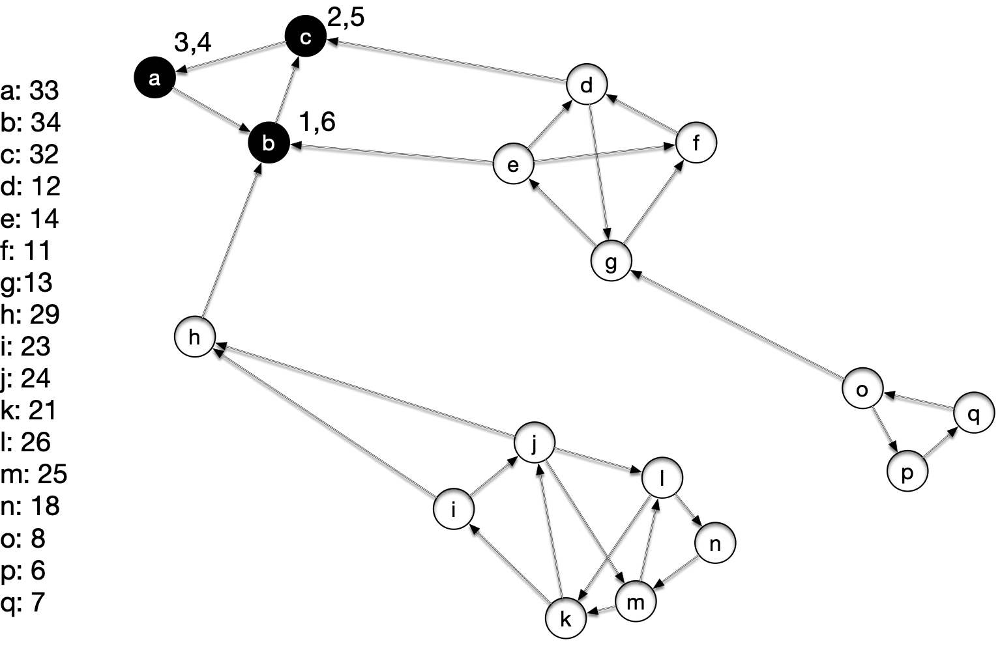 a: 33
b: 34
c: 32
d: 12
e: 14
f: 11
g:13
h: 29
i: 23
j: 24
k: 21
l: 26
m: 25
n: 18
o: 8
p: 6
q: 7
c
2,5
3,4
a
b
1,6
d
e
f
g
h
i
j
k
l
m
n
o
p
q